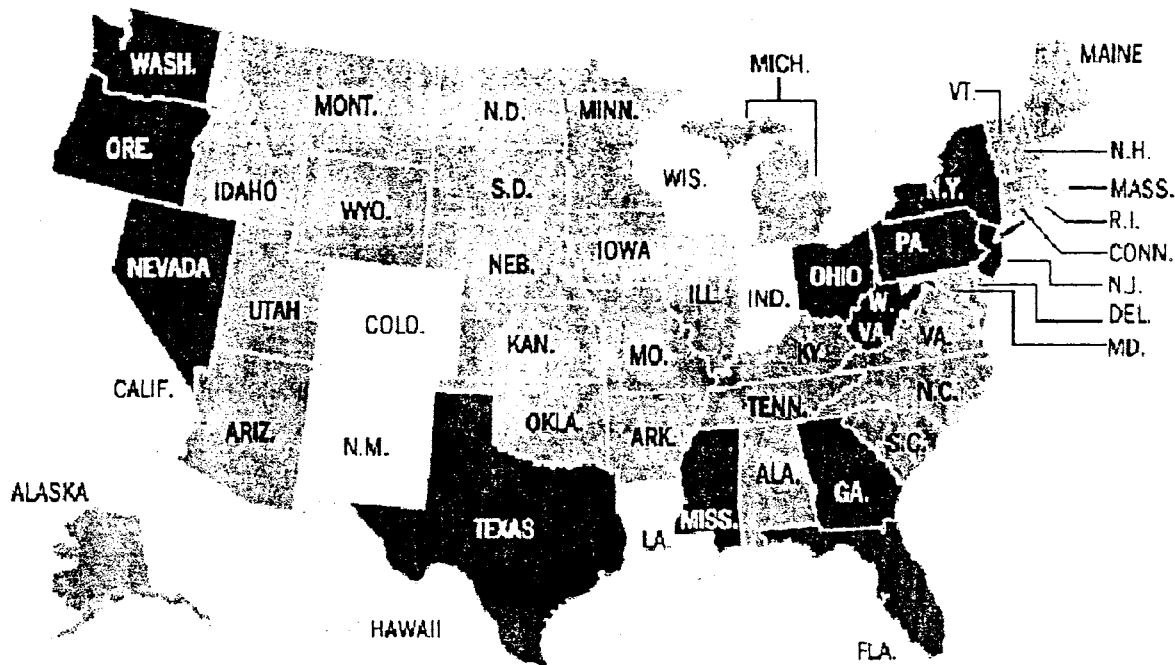 WASH.
MONT.
N.D.
MINN.
MICH.
MAINE
VT.
ORE.
IDAHO
WYO.
S.D.
WIS.
N.Y.
N.H.
MASS.
R.I.
CONN.
N.J.
DEL.
MD.
NEVADA
UTAH
COLD.
NEB.
IOWA
ILL.
IND.
OHIO
PA.
W.
VA.
VA.
CALIF.
ARIZ.
N.M.
KAN.
MO.
KY.
TENN.
N.C.
OKLA.
ARK.
S.C.
ALASKA
TEXAS
LA.
MISS.
ALA.
GA.
HAWAII
FLA.